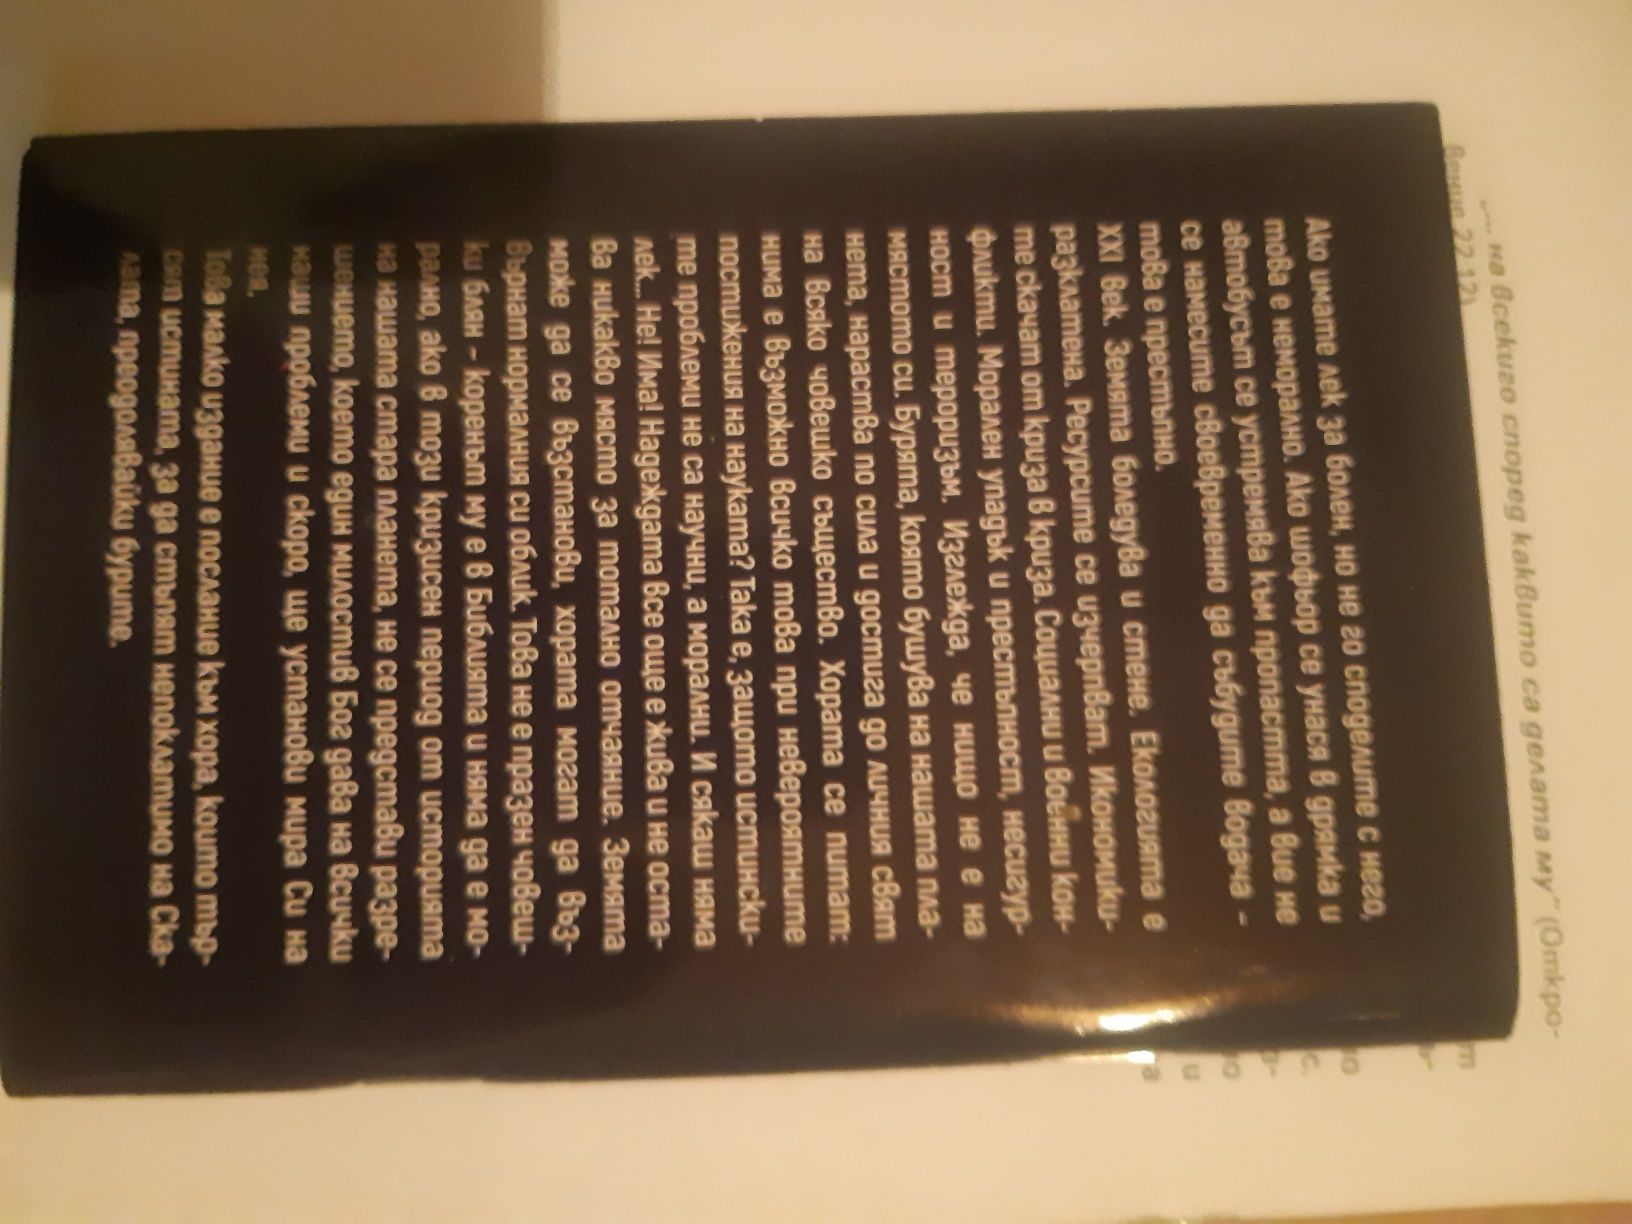 "... на всекиго според каквито са делата му" (Откро-
вение 22:12)
Ако имате лек за болен, но не го споделите с него,
това е неморално. Ако шофьор се унася в дрямка и
автобусът се устремява към пропастта, а вие не
се намесите своевременно да събудите водача –
това е престъпно.
XXI век. Земята боледува и стене. Екологията е
разклатена. Ресурсите се изчерпват. Икономики-
те скачат от криза в криза. Социални и военни кон-
фликти. Морален упадък и престъпност, несигур-
ност и тероризъм. Изглежда, че нищо не е на
мястото си. Бурята, която бушува на нашата пла-
нета, нараства по сила и достига до личния свят
на всяко човешко същество. Хората се питат:
нима е възможно всичко това при невероятните
постижения на науката? Така е, защото истински-
те проблеми не са научни, а морални. И сякаш няма
лек... Не! Има! Надеждата все още е жива и не оста-
ва никакво място за тотално отчаяние. Земята
може да се възстанови, хората могат да въз-
върнат нормалния си облик. Това не е празен човеш-
ки блян – коренът му е в Библията и няма да е мо-
рално, ако в този кризисен период от историята
на нашата стара планета, не се представи разре-
шението, което един милостив Бог дава на всички
наши проблеми и скоро, ще установи мира Си на
нея.
Това малко издание е послание към хора, които тър-
сят истината, за да стъпят непоклатимо на Ска-
лата, преодолявайки бурите.